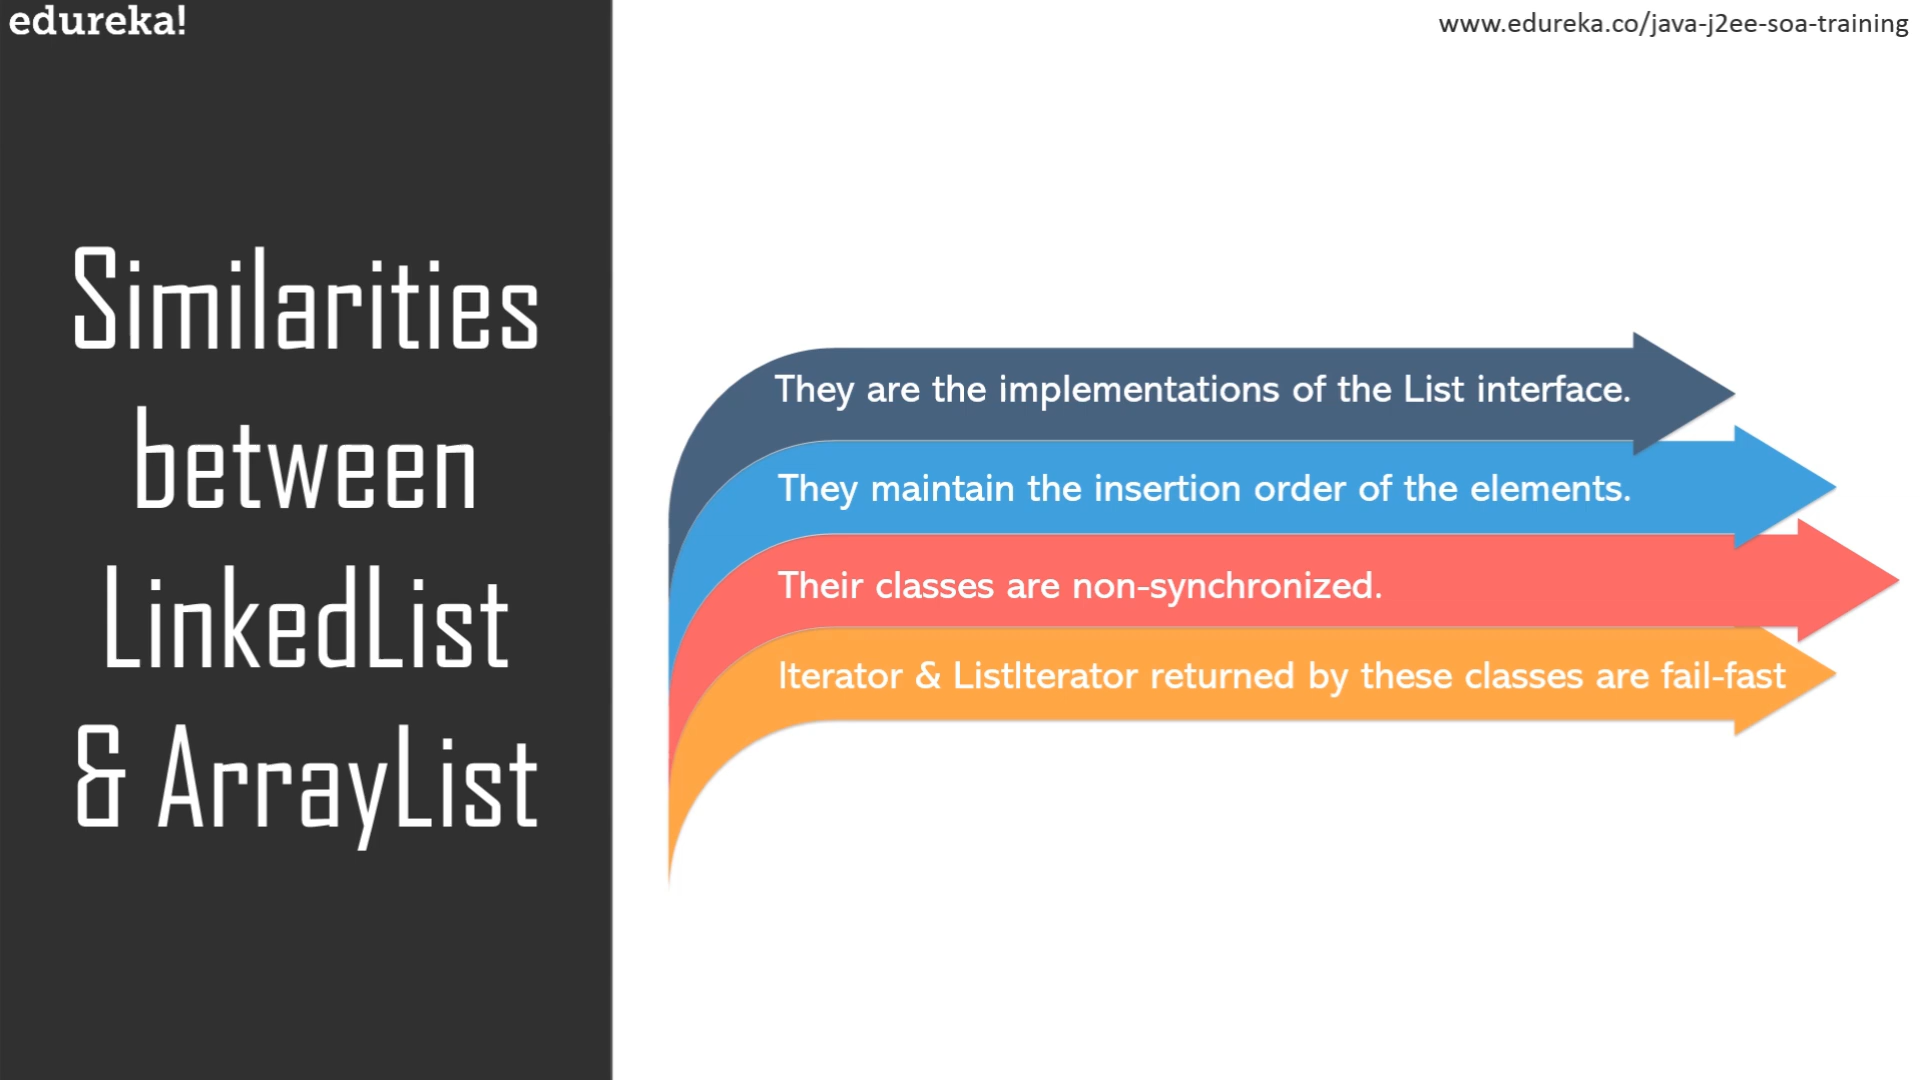 edureka!
www.edureka.co/java-j2ee-soa-training
Similarities
between
LinkedList
& ArrayList
They are the implementations of the List interface.
They maintain the insertion order of the elements.
Their classes are non-synchronized.
Iterator & ListIterator returned by these classes are fail-fast